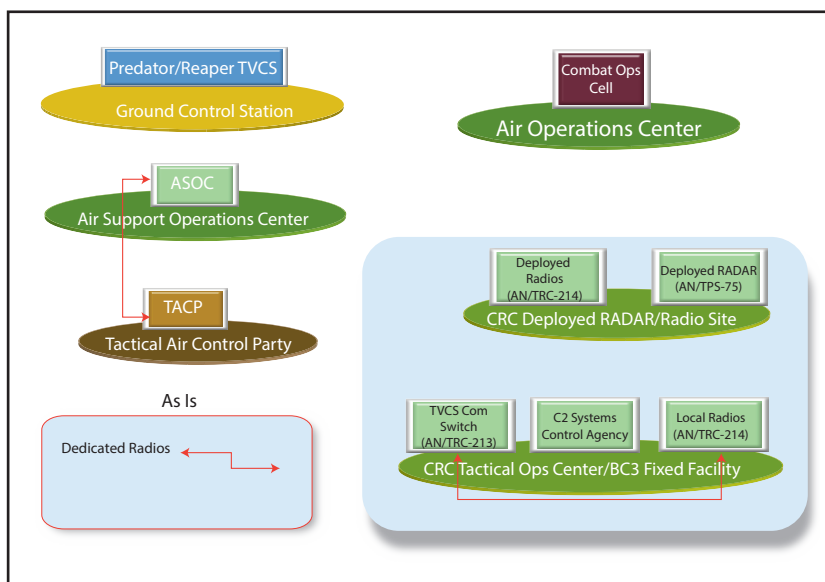 Predator/Reaper TVCS
Ground Control Station
Combat Ops
Cell
Air Operations Center
ASOC
Air Support Operations Center
TACP
Tactical Air Control Party
Deployed
Radios
(AN/TRC-214)
Deployed RADAR
(AN/TPS-75)
CRC Deployed RADAR/Radio Site
As Is
Dedicated Radios
TVCS Com
Switch
(AN/TRC-213)
C2 Systems
Control Agency
Local Radios
(AN/TRC-214)
CRC Tactical Ops Center/BC3 Fixed Facility